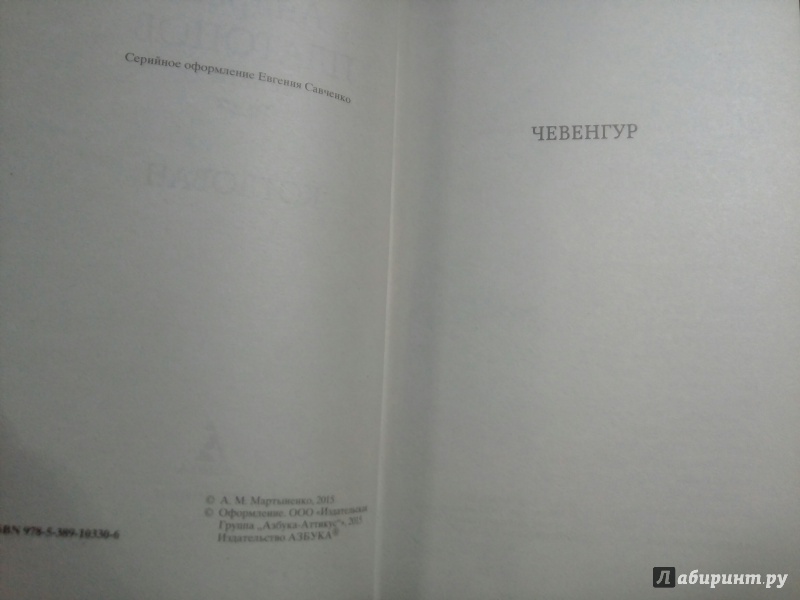 Серийное оформление Евгения Савченко
© А. М. Мартыненко, 2015
© Оформление. ООО «Издательская
Группа „Азбука-Аттикус“», 2015
Издательство АЗБУКА®
ISBN 978-5-389-10330-6
ЧЕВЕНГУР
Лабиринт.ру